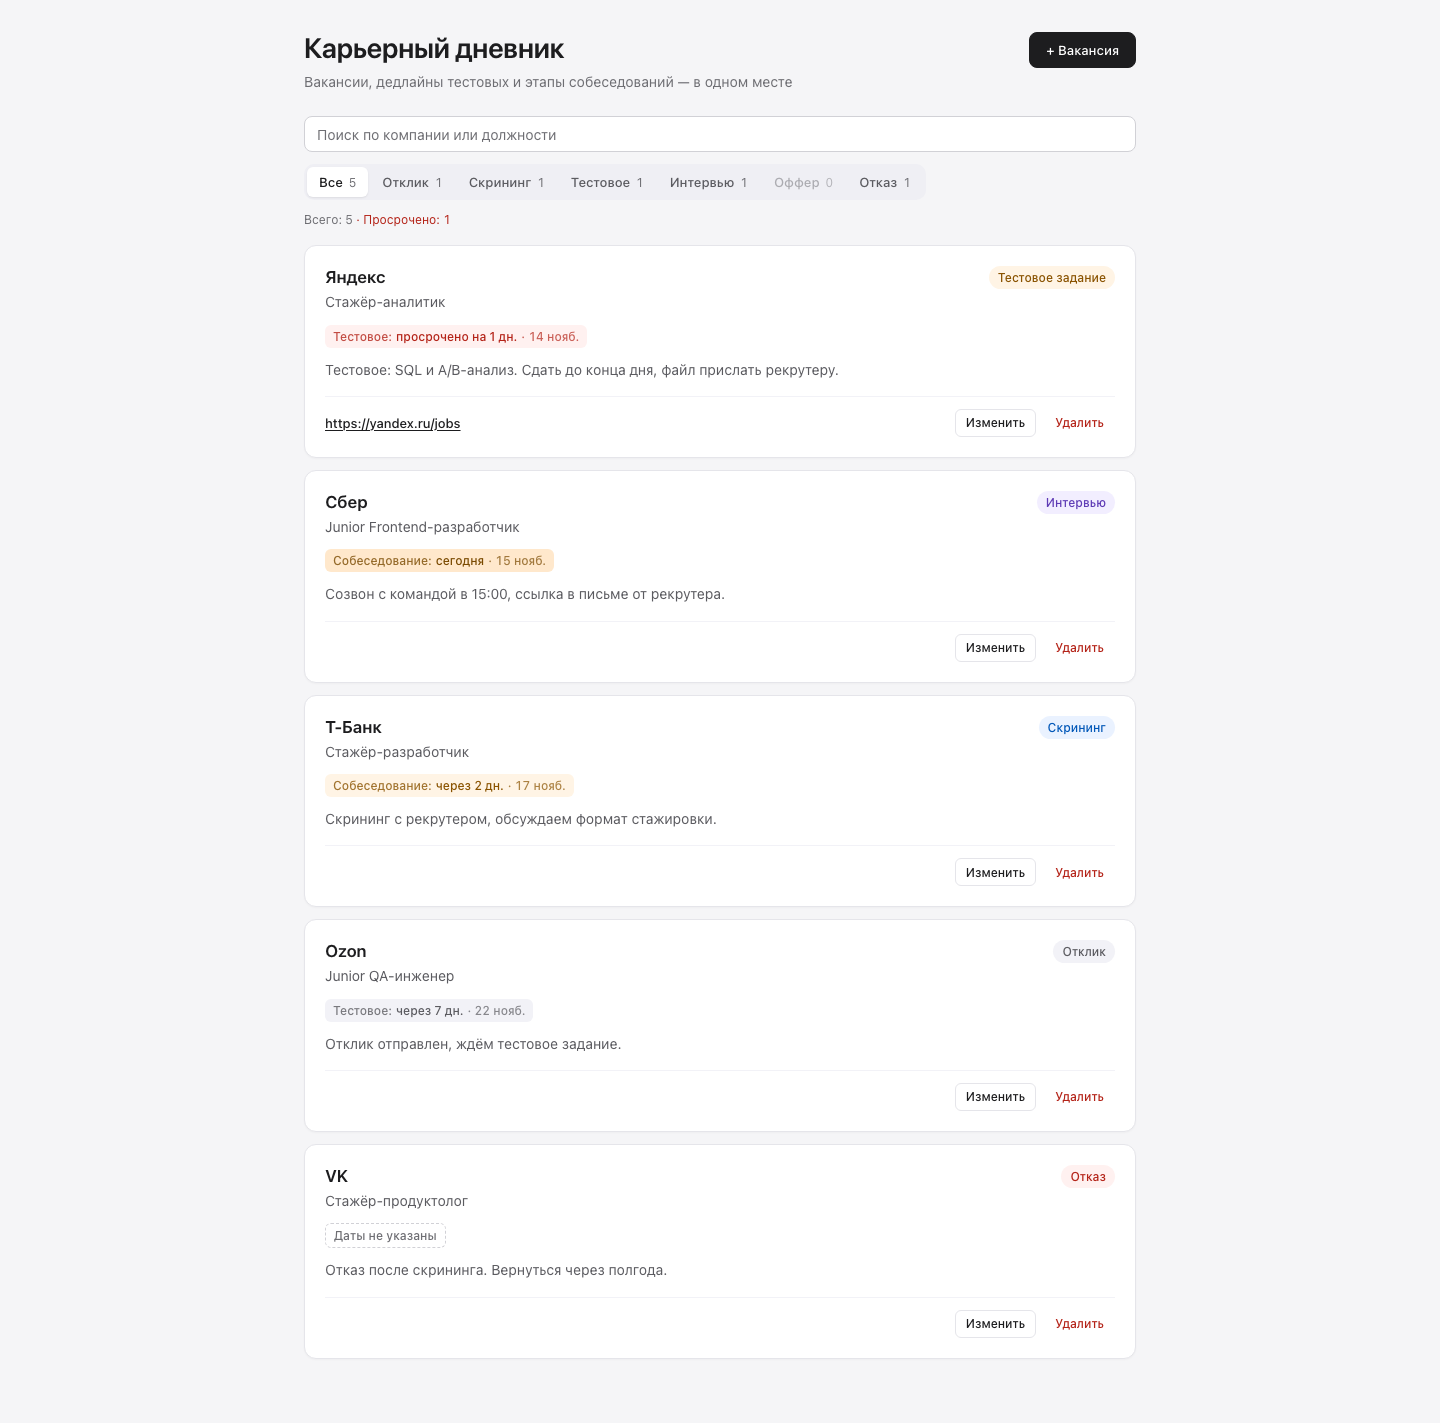 Карьерный дневник
+ Вакансия
Вакансии, дедлайны тестовых и этапы собеседований — в одном месте
Поиск по компании или должности
Все 5 Отклик 1 Скрининг 1 Тестовое 1 Интервью 1 Оффер 0 Отказ 1
Всего: 5 · Просрочено: 1
Яндекс
Тестовое задание
Стажёр-аналитик
Тестовое: просрочено на 1 дн. · 14 нояб.
Тестовое: SQL и A/B-анализ. Сдать до конца дня, файл прислать рекрутеру.
https://yandex.ru/jobs Изменить Удалить
Сбер
Интервью
Junior Frontend-разработчик
Собеседование: сегодня · 15 нояб.
Созвон с командой в 15:00, ссылка в письме от рекрутера.
Изменить Удалить
Т-Банк
Скрининг
Стажёр-разработчик
Собеседование: через 2 дн. · 17 нояб.
Скрининг с рекрутером, обсуждаем формат стажировки.
Изменить Удалить
Ozon
Отклик
Junior QA-инженер
Тестовое: через 7 дн. · 22 нояб.
Отклик отправлен, ждём тестовое задание.
Изменить Удалить
VK
Отказ
Стажёр-продуктолог
Даты не указаны
Отказ после скрининга. Вернуться через полгода.
Изменить Удалить